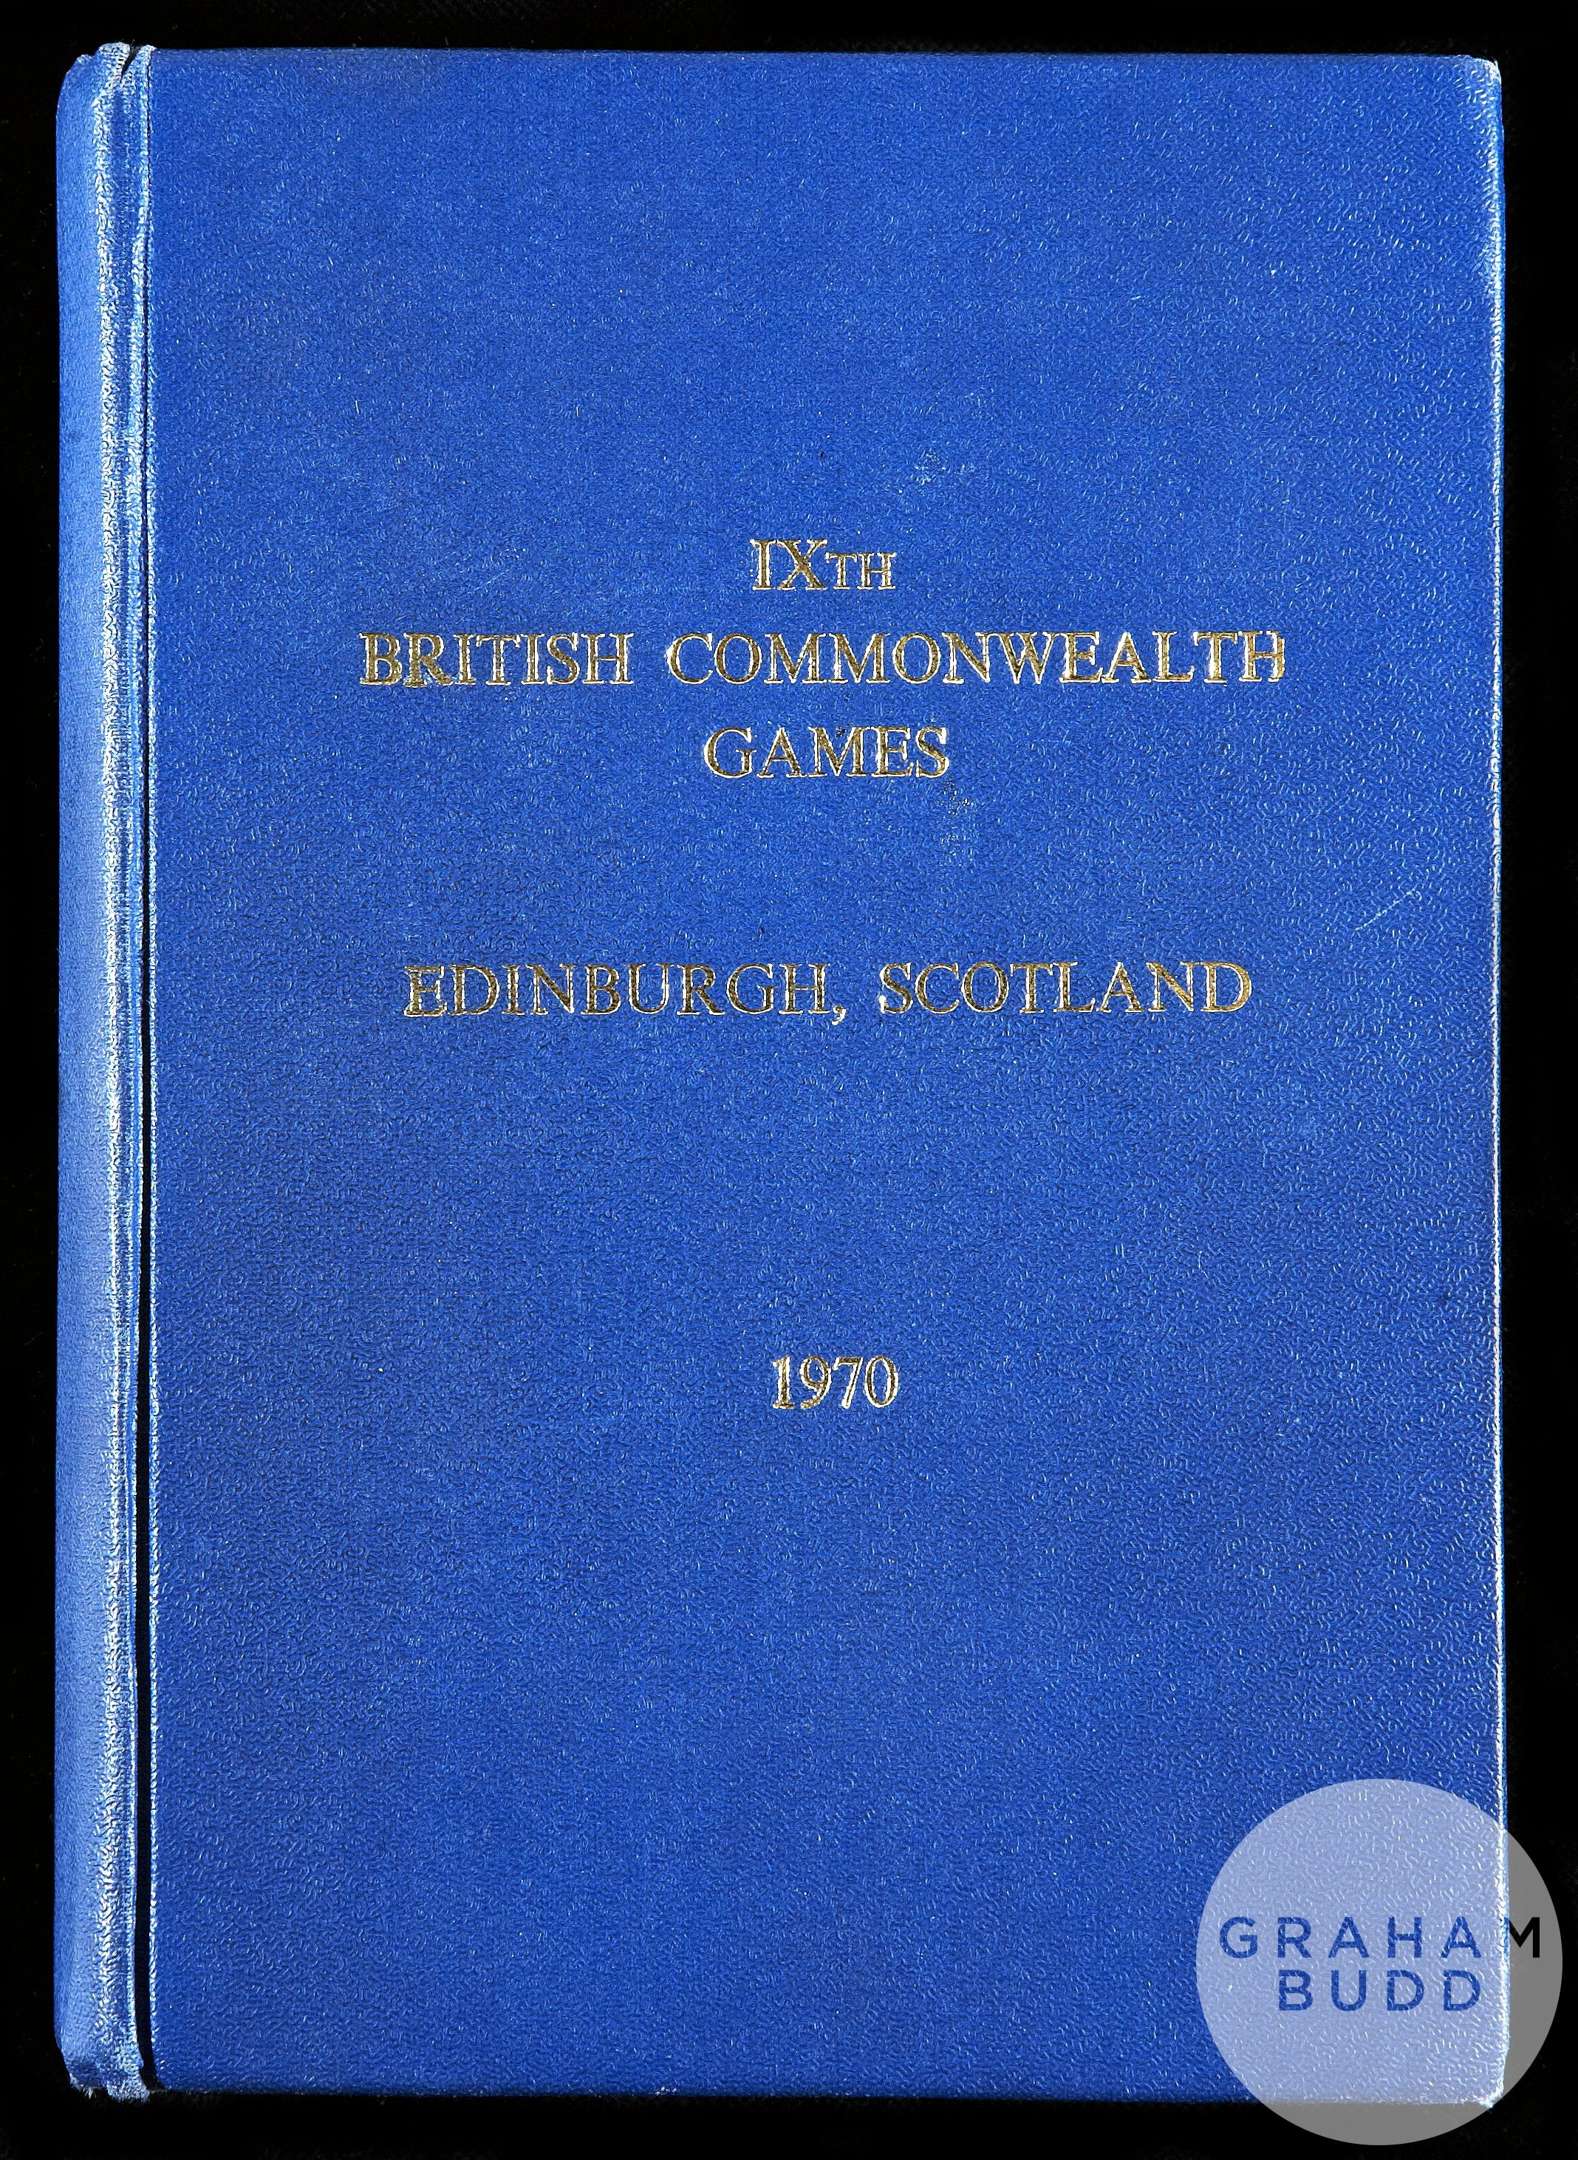 IXTH
BRITISH COMMONWEALTH
GAMES
EDINBURGH, SCOTLAND
1970
GRAHAM
BUDD